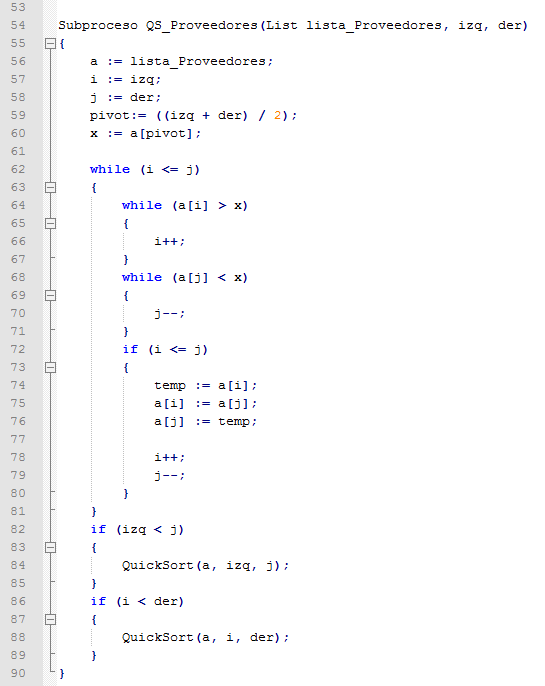 53
54 Subproceso QS_Proveedores(List lista_Proveedores, izq, der)
55 {
56 a := lista_Proveedores;
57 i := izq;
58 j := der;
59 pivot:= ((izq + der) / 2);
60 x := a[pivot];
61
62 while (i <= j)
63 {
64 while (a[i] > x)
65 {
66 i++;
67 }
68 while (a[j] < x)
69 {
70 j--;
71 }
72 if (i <= j)
73 {
74 temp := a[i];
75 a[i] := a[j];
76 a[j] := temp;
77
78 i++;
79 j--;
80 }
81 }
82 if (izq < j)
83 {
84 QuickSort(a, izq, j);
85 }
86 if (i < der)
87 {
88 QuickSort(a, i, der);
89 }
90 }